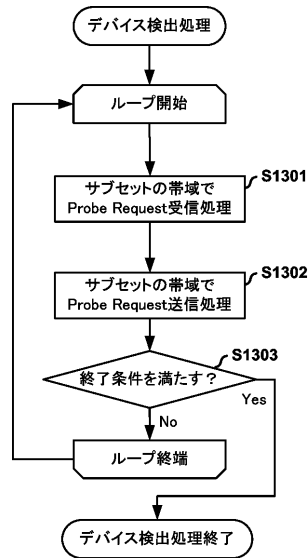 デバイス検出処理
ループ開始
S1301
サブセットの帯域で
Probe Request受信処理
S1302
サブセットの帯域で
Probe Request送信処理
S1303
終了条件を満たす？
Yes
No
ループ終端
デバイス検出処理終了